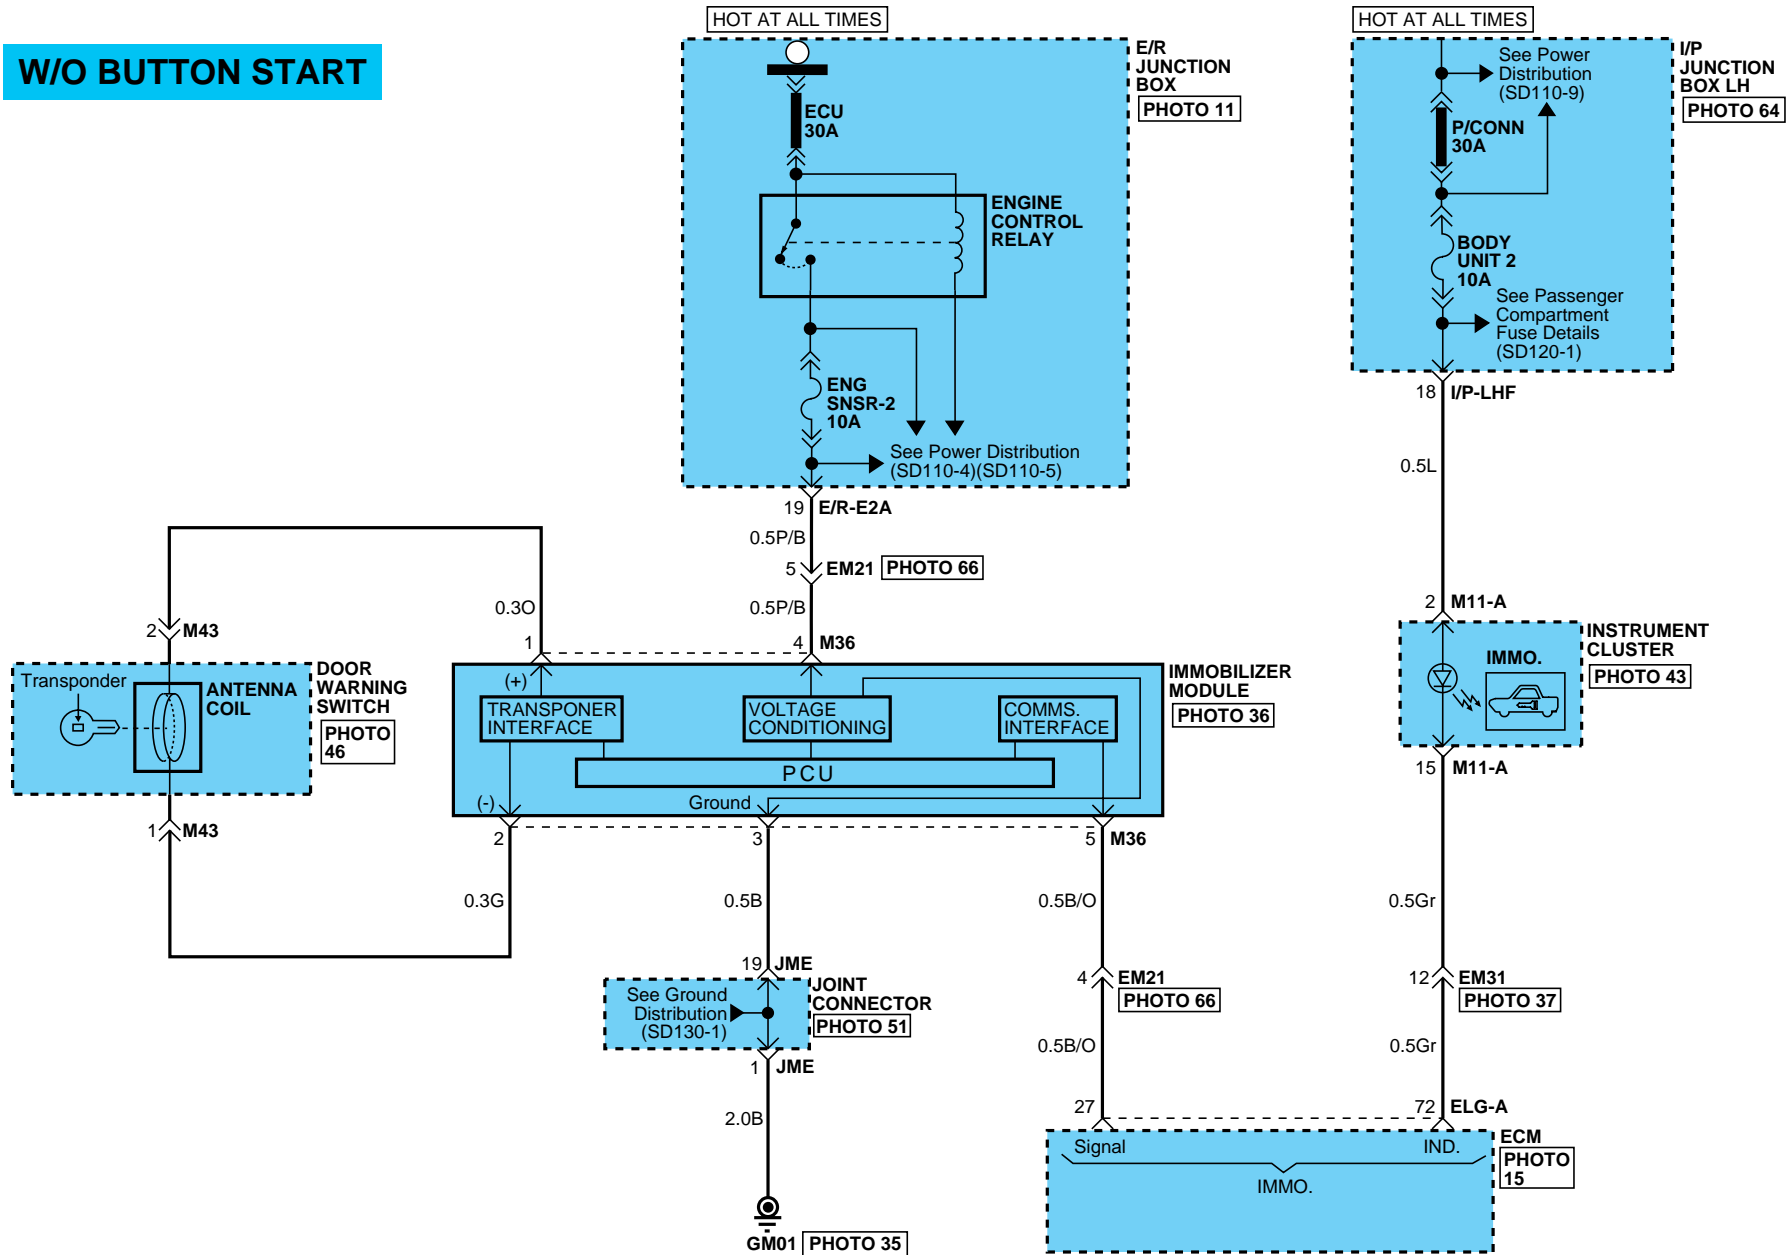 W/O BUTTON START
HOT AT ALL TIMES
E/R
JUNCTION
BOX
PHOTO 11
ECU
30A
ENGINE
CONTROL
RELAY
ENG
SNSR-2
10A
See Power Distribution
(SD110-4)(SD110-5)
19 E/R-E2A
0.5P/B
5 EM21 PHOTO 66
0.5P/B
4 M36
HOT AT ALL TIMES
I/P
JUNCTION
BOX LH
PHOTO 64
See Power
Distribution
(SD110-9)
P/CONN
30A
BODY
UNIT 2
10A
See Passenger
Compartment
Fuse Details
(SD120-1)
18 I/P-LHF
0.5L
2 M11-A
INSTRUMENT
CLUSTER
PHOTO 43
IMMO.
15 M11-A
0.5Gr
12 EM31
PHOTO 37
0.5Gr
72 ELG-A
0.3O
1
2 M43
DOOR
WARNING
SWITCH
PHOTO
46
Transponder
ANTENNA
COIL
1 M43
IMMOBILIZER
MODULE
PHOTO 36
(+)
TRANSPONER
INTERFACE
VOLTAGE
CONDITIONING
COMMS.
INTERFACE
PCU
(-)
Ground
2
3
5 M36
0.3G
0.5B
0.5B/O
19 JME
JOINT
CONNECTOR
PHOTO 51
See Ground
Distribution
(SD130-1)
1 JME
2.0B
GM01 PHOTO 35
4 EM21
PHOTO 66
0.5B/O
27
ECM
PHOTO
15
Signal
IND.
IMMO.